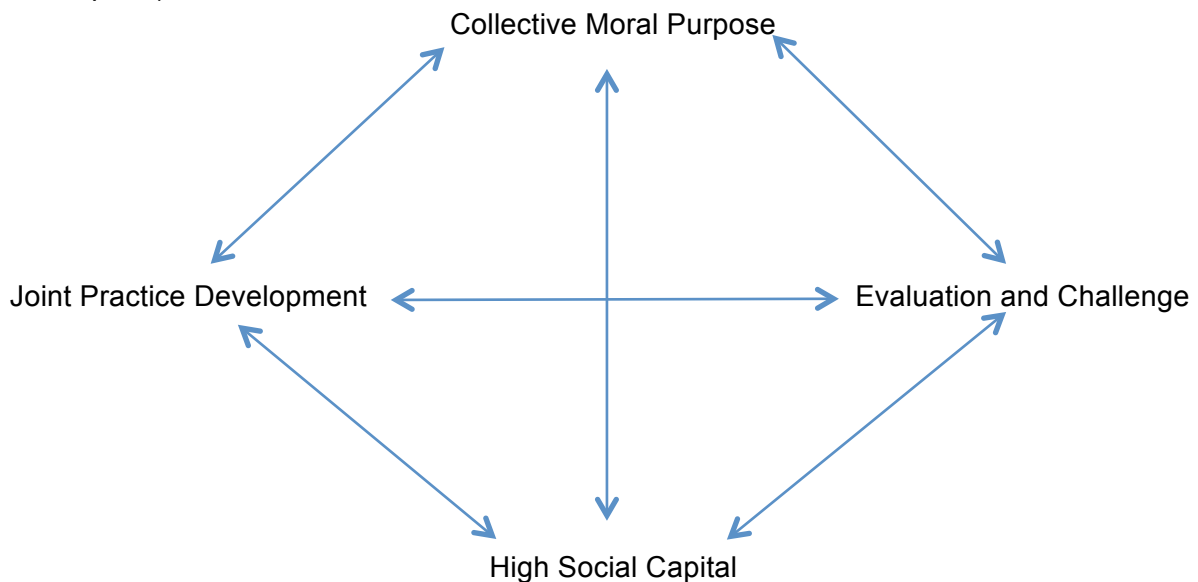 Collective Moral Purpose
Joint Practice Development
Evaluation and Challenge
High Social Capital